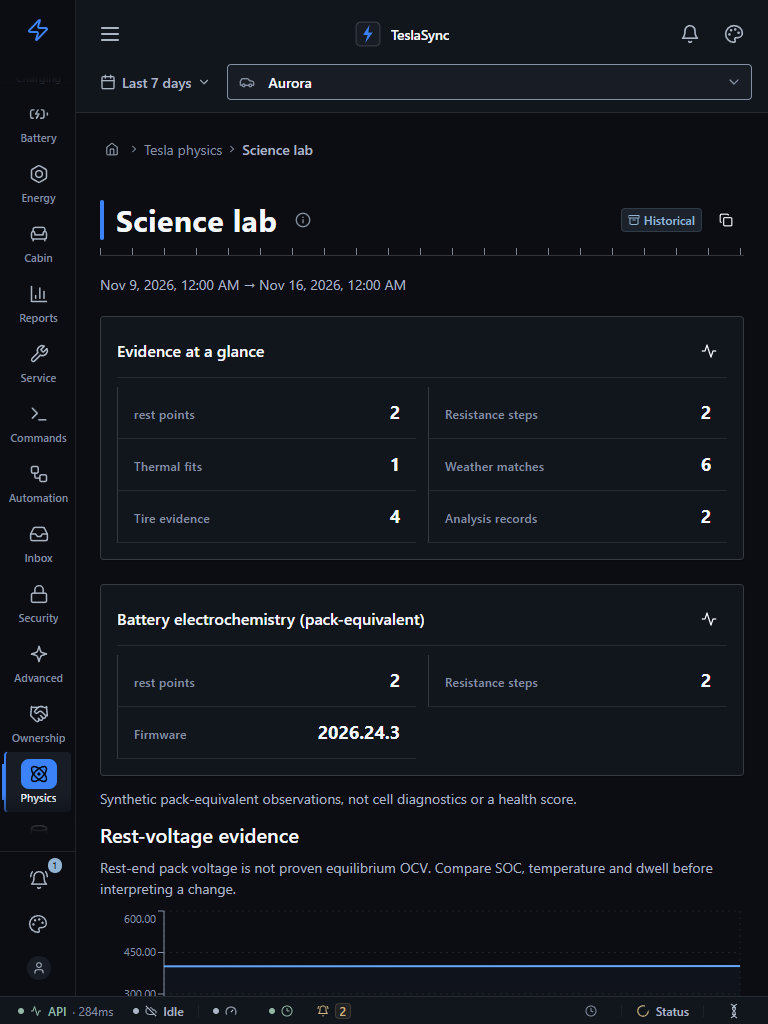 TeslaSync
Last 7 days
Aurora
Battery
Energy
Cabin
Reports
Service
Commands
Automation
Inbox
Security
Advanced
Ownership
Physics
1
Tesla physics
Science lab
Science lab
Historical
Nov 9, 2026, 12:00 AM → Nov 16, 2026, 12:00 AM
Evidence at a glance
rest points 2
Resistance steps 2
Thermal fits 1
Weather matches 6
Tire evidence 4
Analysis records 2
Battery electrochemistry (pack-equivalent)
rest points 2
Resistance steps 2
Firmware 2026.24.3
Synthetic pack-equivalent observations, not cell diagnostics or a health score.
Rest-voltage evidence
Rest-end pack voltage is not proven equilibrium OCV. Compare SOC, temperature and dwell before
interpreting a change.
600.00
450.00
300.00
API · 284ms
Idle
2
Status